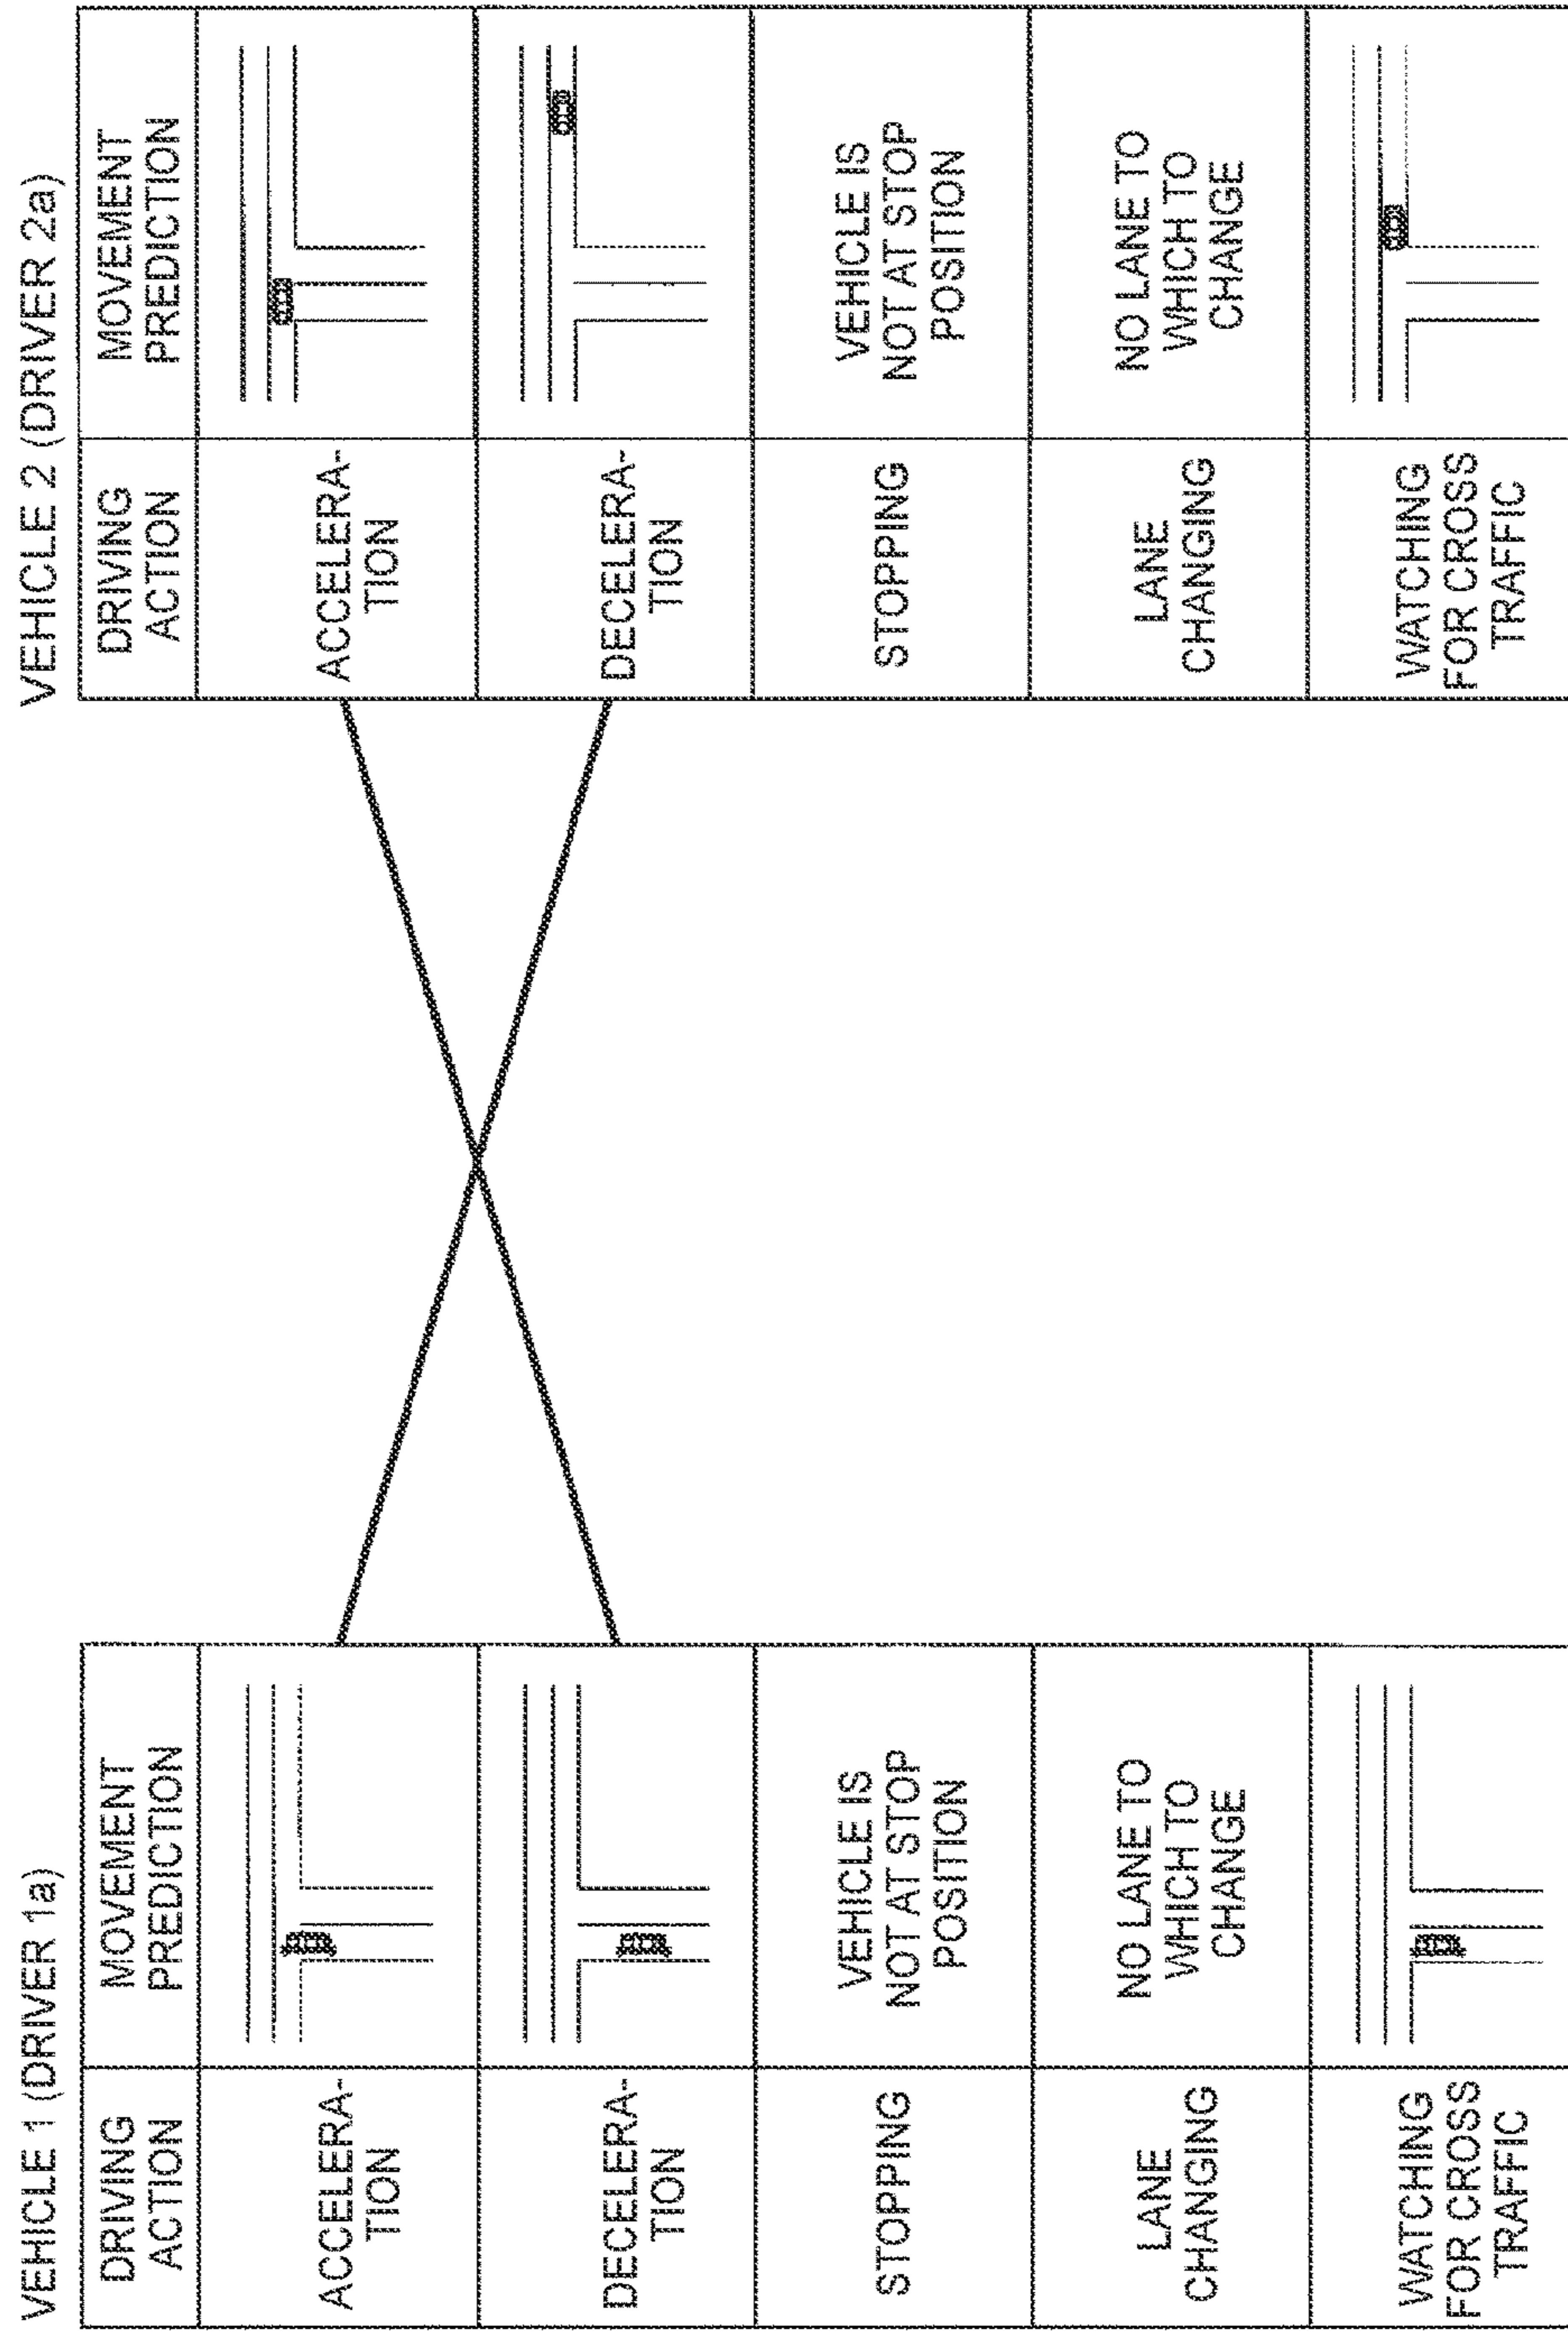 VEHICLE 1 (DRIVER 1a)
DRIVING
ACTION
MOVEMENT
PREDICTION
ACCELERA-
TION
DECELERA-
TION
STOPPING
VEHICLE IS
NOT AT STOP
POSITION
LANE
CHANGING
NO LANE TO
WHICH TO
CHANGE
WATCHING
FOR CROSS
TRAFFIC
VEHICLE 2 (DRIVER 2a)
DRIVING
ACTION
MOVEMENT
PREDICTION
ACCELERA-
TION
DECELERA-
TION
STOPPING
VEHICLE IS
NOT AT STOP
POSITION
LANE
CHANGING
NO LANE TO
WHICH TO
CHANGE
WATCHING
FOR CROSS
TRAFFIC